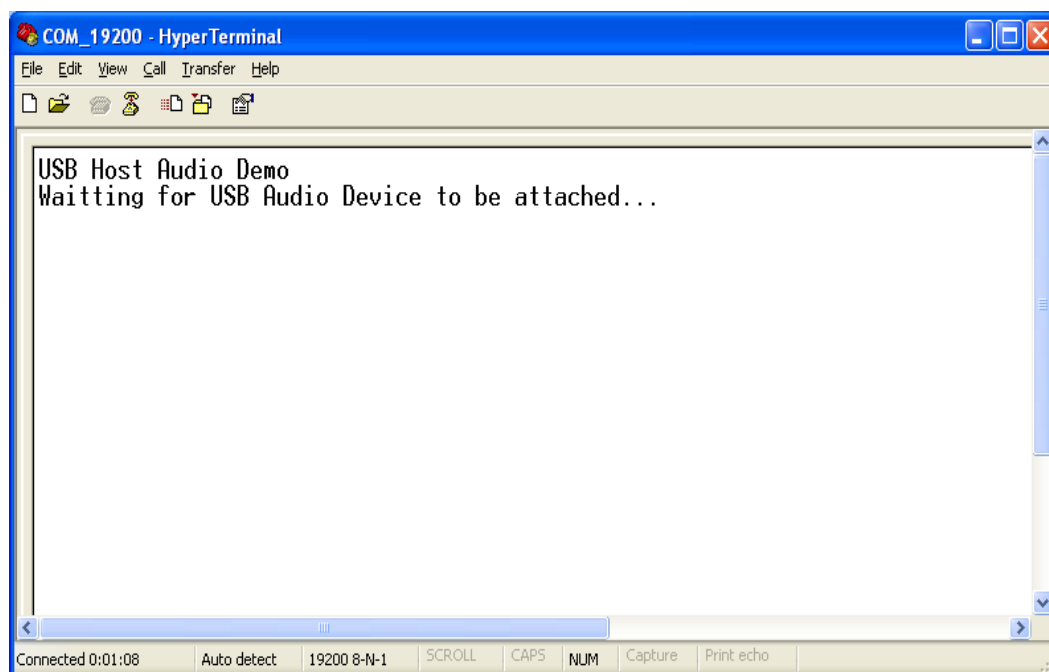 COM_19200 - HyperTerminal
File Edit View Call Transfer Help
USB Host Audio Demo
Waitting for USB Audio Device to be attached...
Connected 0:01:08 Auto detect 19200 8-N-1 SCROLL CAPS NUM Capture Print echo